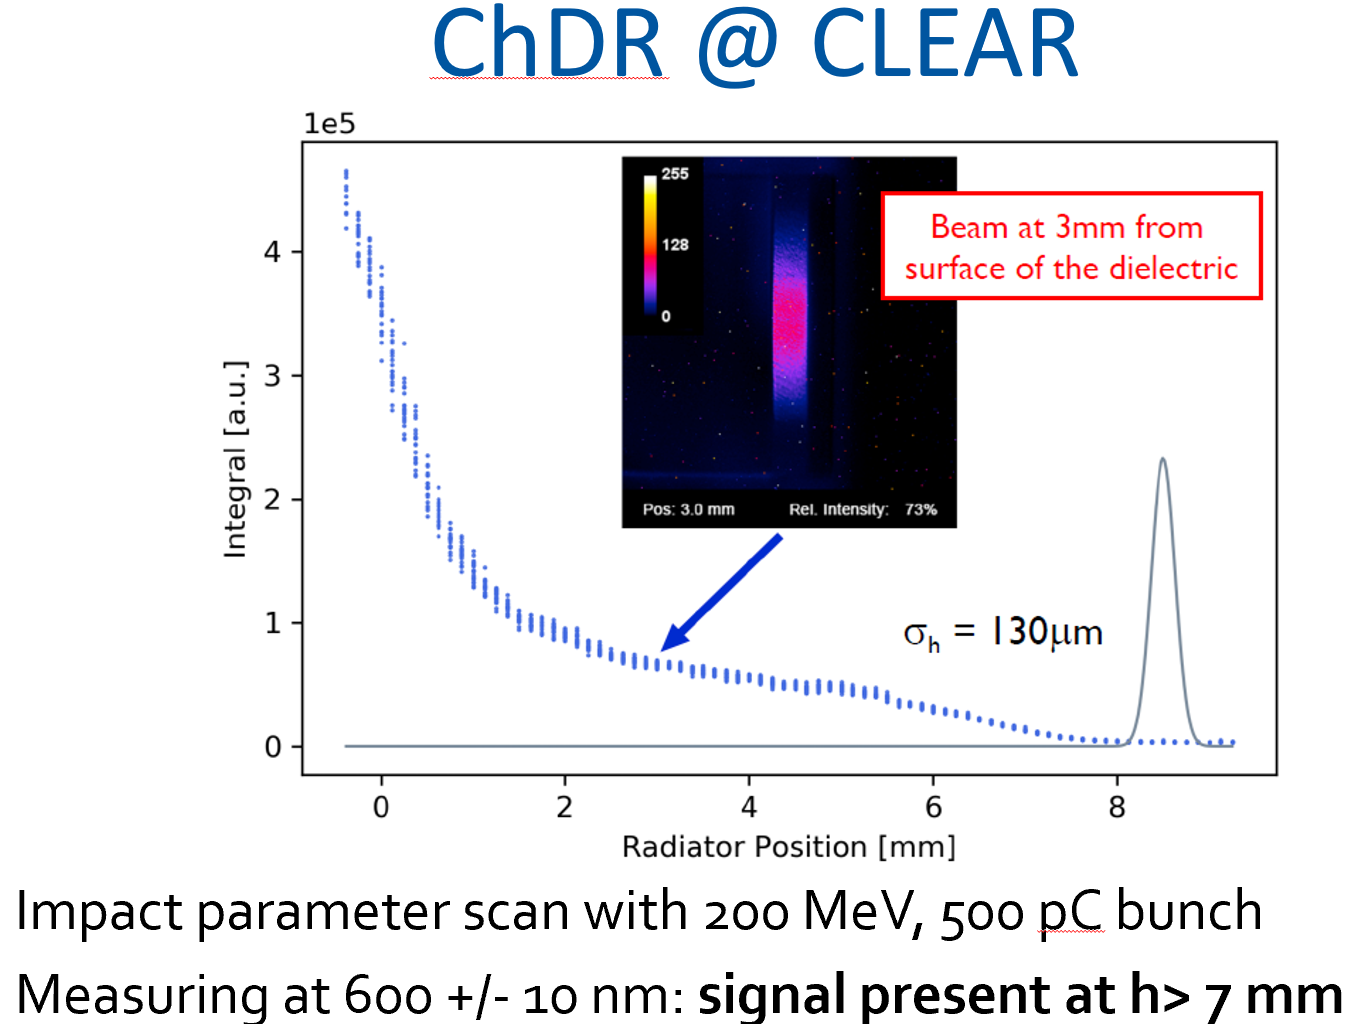 ChDR @ CLEAR
1e5
255
128
0
Beam at 3mm from
surface of the dielectric
Pos: 3.0 mm Rel. Intensity: 73%
4
3
2
1
0
Integral [a.u.]
σh = 130μm
0 2 4 6 8
Radiator Position [mm]
Impact parameter scan with 200 MeV, 500 pC bunch
Measuring at 600 +/- 10 nm: signal present at h> 7 mm